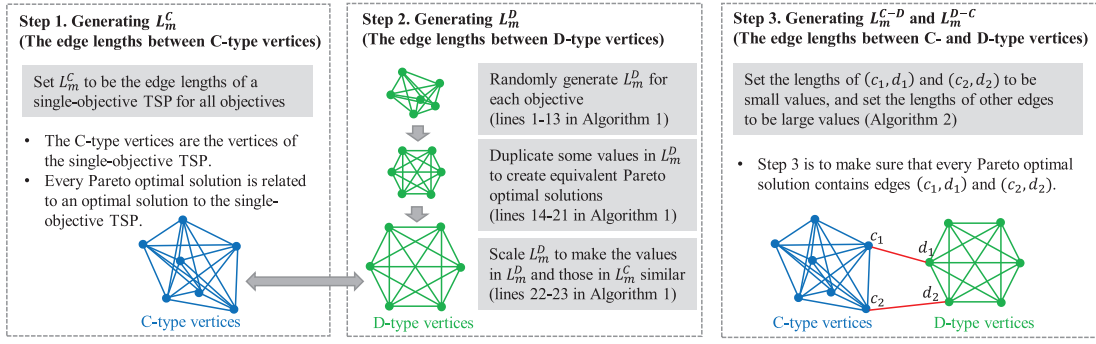 Step 1. Generating $L_m^C$
(The edge lengths between C-type vertices)
Set $L_m^C$ to be the edge lengths of a
single-objective TSP for all objectives
• The C-type vertices are the vertices of
the single-objective TSP.
• Every Pareto optimal solution is related
to an optimal solution to the single-
objective TSP.
C-type vertices
Step 2. Generating $L_m^D$
(The edge lengths between D-type vertices)
Randomly generate $L_m^D$ for
each objective
(lines 1-13 in Algorithm 1)
Duplicate some values in $L_m^D$
to create equivalent Pareto
optimal solutions
(lines 14-21 in Algorithm 1)
Scale $L_m^D$ to make the values
in $L_m^D$ and those in $L_m^C$ similar
(lines 22-23 in Algorithm 1)
D-type vertices
Step 3. Generating $L_m^{C-D}$ and $L_m^{D-C}$
(The edge lengths between C- and D-type vertices)
Set the lengths of $(c_1, d_1)$ and $(c_2, d_2)$ to be
small values, and set the lengths of other edges
to be large values (Algorithm 2)
• Step 3 is to make sure that every Pareto optimal
solution contains edges $(c_1, d_1)$ and $(c_2, d_2)$.
$c_1$
$d_1$
$c_2$
$d_2$
C-type vertices
D-type vertices